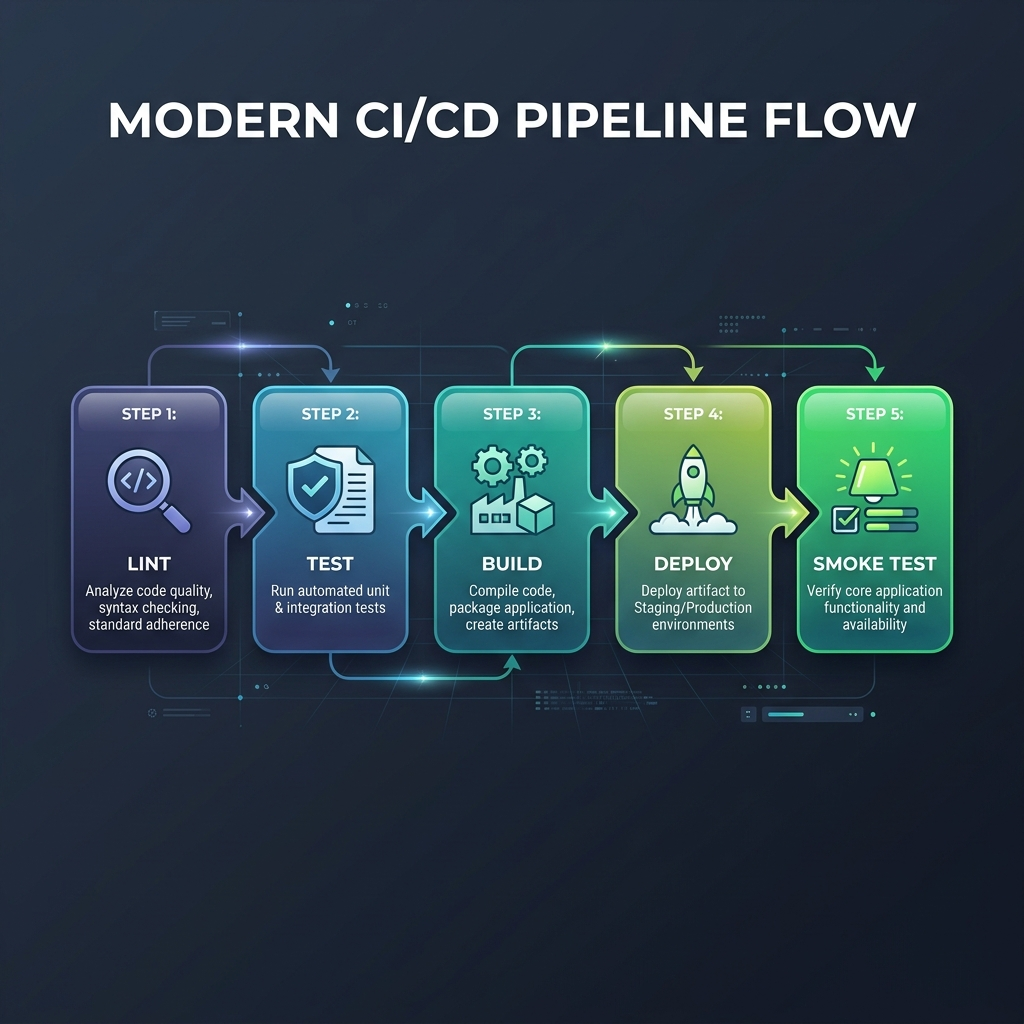 MODERN CI/CD PIPELINE FLOW
STEP 1:
</>
LINT
Analyze code quality,
syntax checking,
standard adherence
STEP 2:
TEST
Run automated unit
& integration tests
STEP 3:
BUILD
Compile code,
package application,
create artifacts
STEP 4:
DEPLOY
Deploy artifact to
Staging/Production
environments
STEP 5:
SMOKE TEST
Verify core application
functionality and
availability